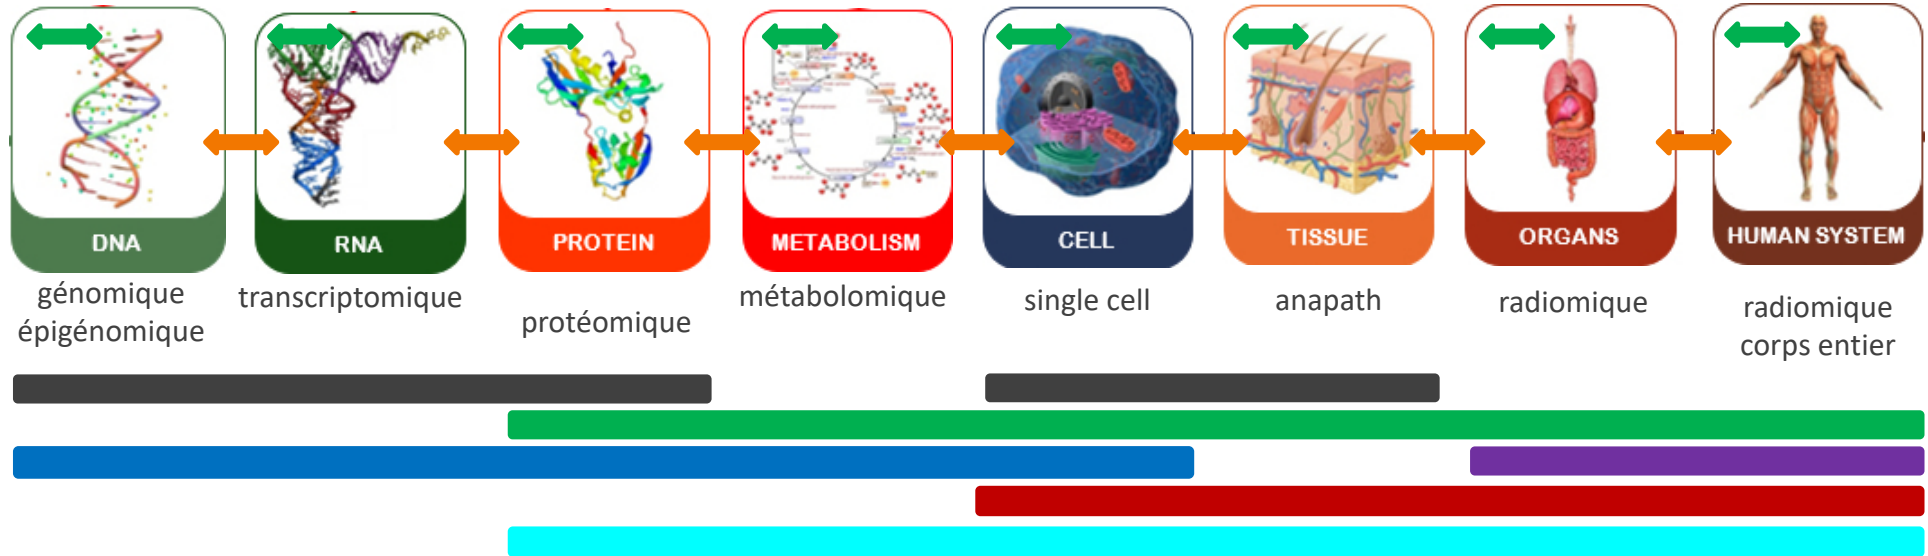 DNA
RNA
PROTEIN
METABOLISM
CELL
TISSUE
ORGANS
HUMAN SYSTEM
génomique
épigénomique
transcriptomique
protéomique
métabolomique
single cell
anapath
radiomique
radiomique
corps entier